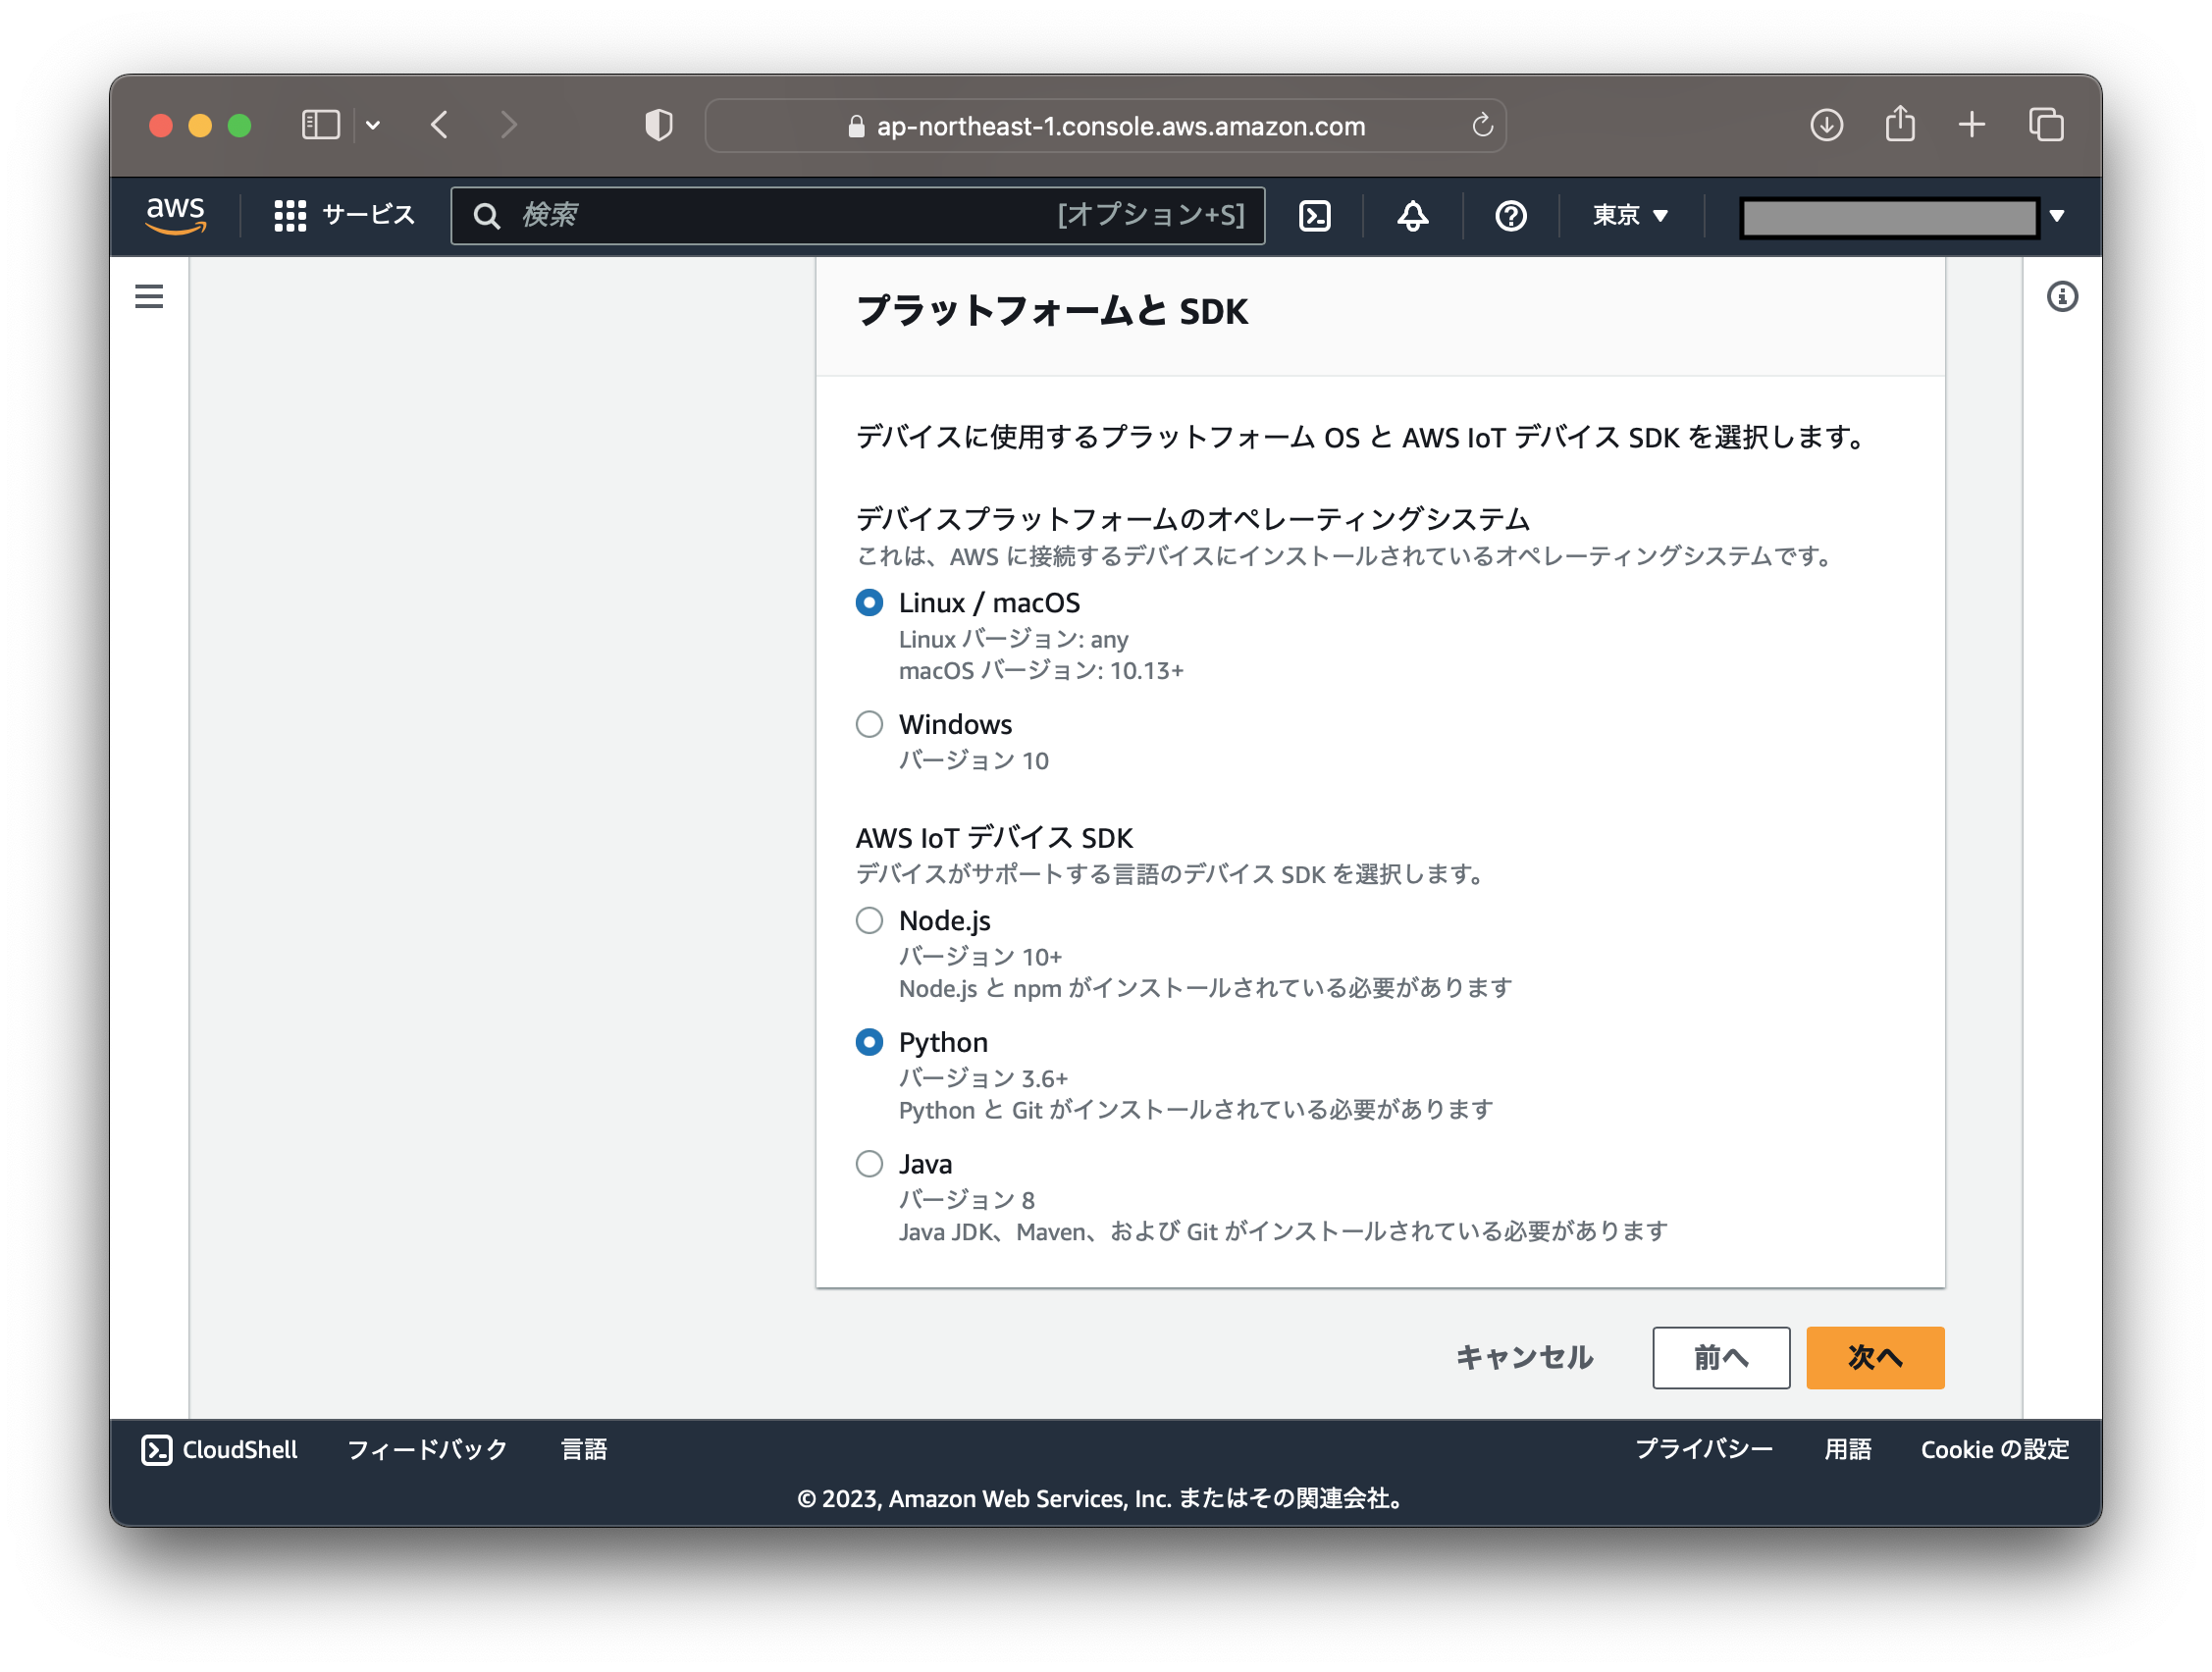 ap-northeast-1.console.aws.amazon.com
aws
サービス
検索
[オプション+S]
東京
プラットフォームと SDK
デバイスに使用するプラットフォーム OS と AWS IoT デバイス SDK を選択します。
デバイスプラットフォームのオペレーティングシステム
これは、AWS に接続するデバイスにインストールされているオペレーティングシステムです。
Linux / macOS
Linux バージョン: any
macOS バージョン: 10.13+
Windows
バージョン 10
AWS IoT デバイス SDK
デバイスがサポートする言語のデバイス SDK を選択します。
Node.js
バージョン 10+
Node.js と npm がインストールされている必要があります
Python
バージョン 3.6+
Python と Git がインストールされている必要があります
Java
バージョン 8
Java JDK、Maven、および Git がインストールされている必要があります
キャンセル
前へ
次へ
CloudShell
フィードバック
言語
プライバシー
用語
Cookie の設定
© 2023, Amazon Web Services, Inc. またはその関連会社。